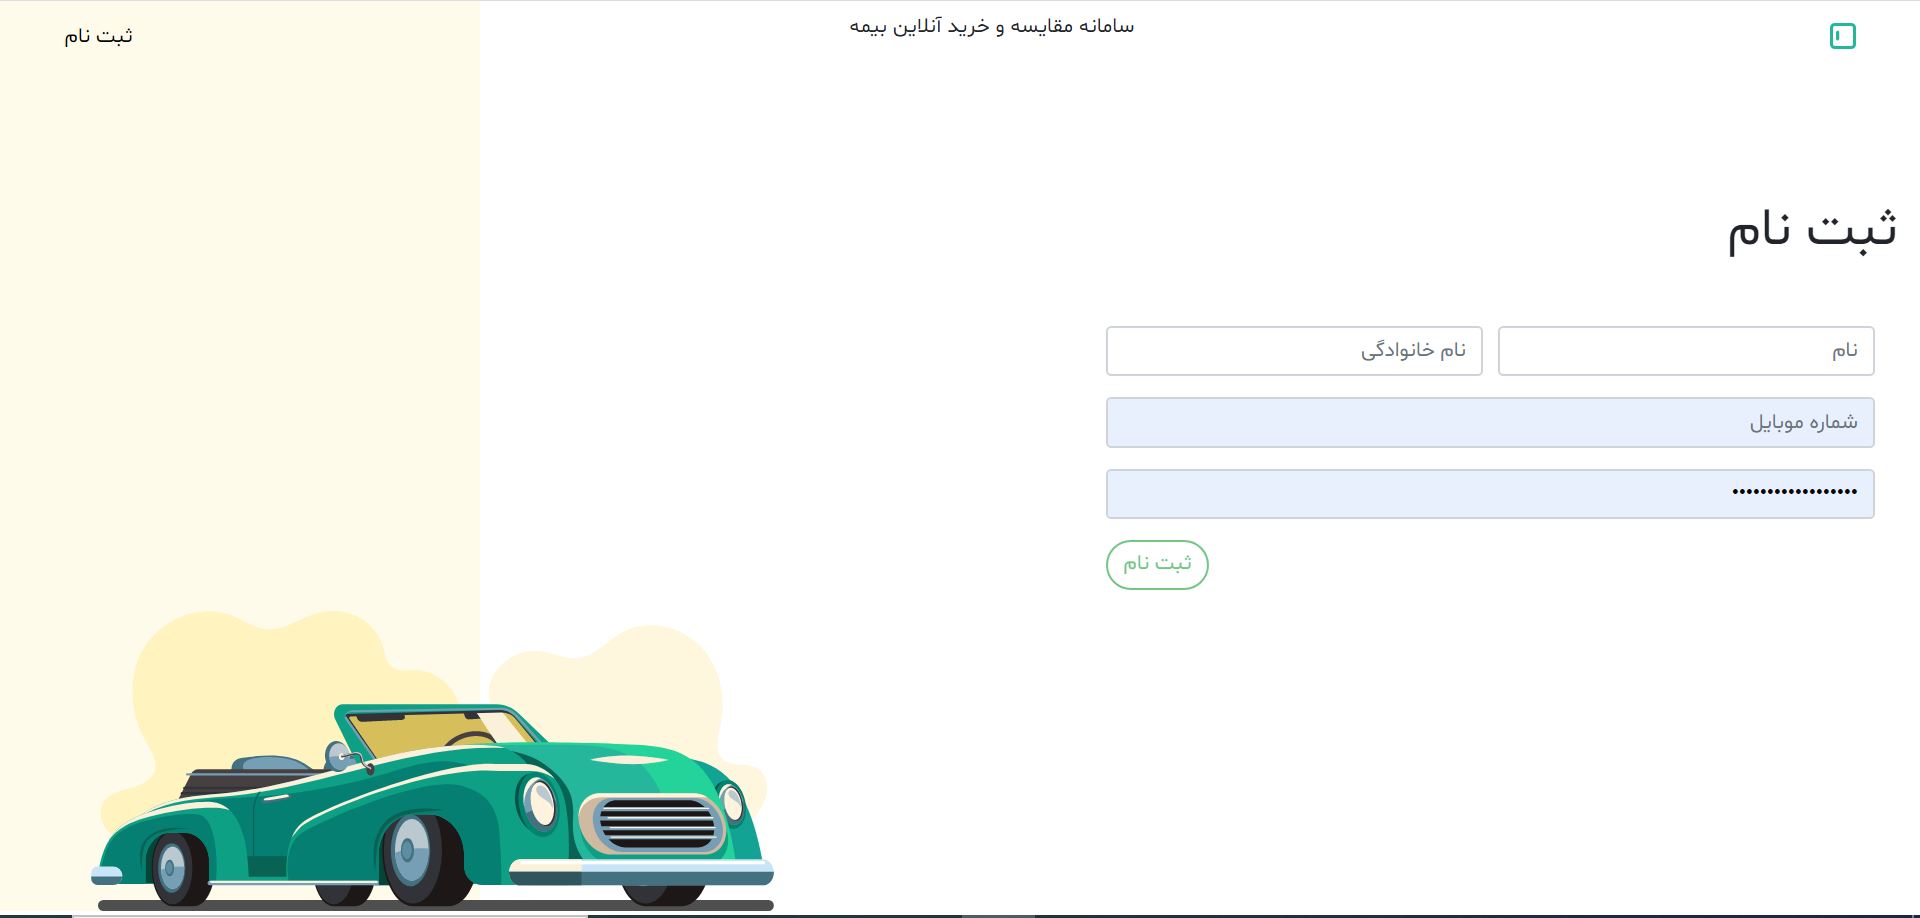 سامانه مقایسه و خرید آنلاین بیمه
ثبت نام
ثبت نام
نام
نام خانوادگی
شماره موبایل
••••••••••••••••••
ثبت نام